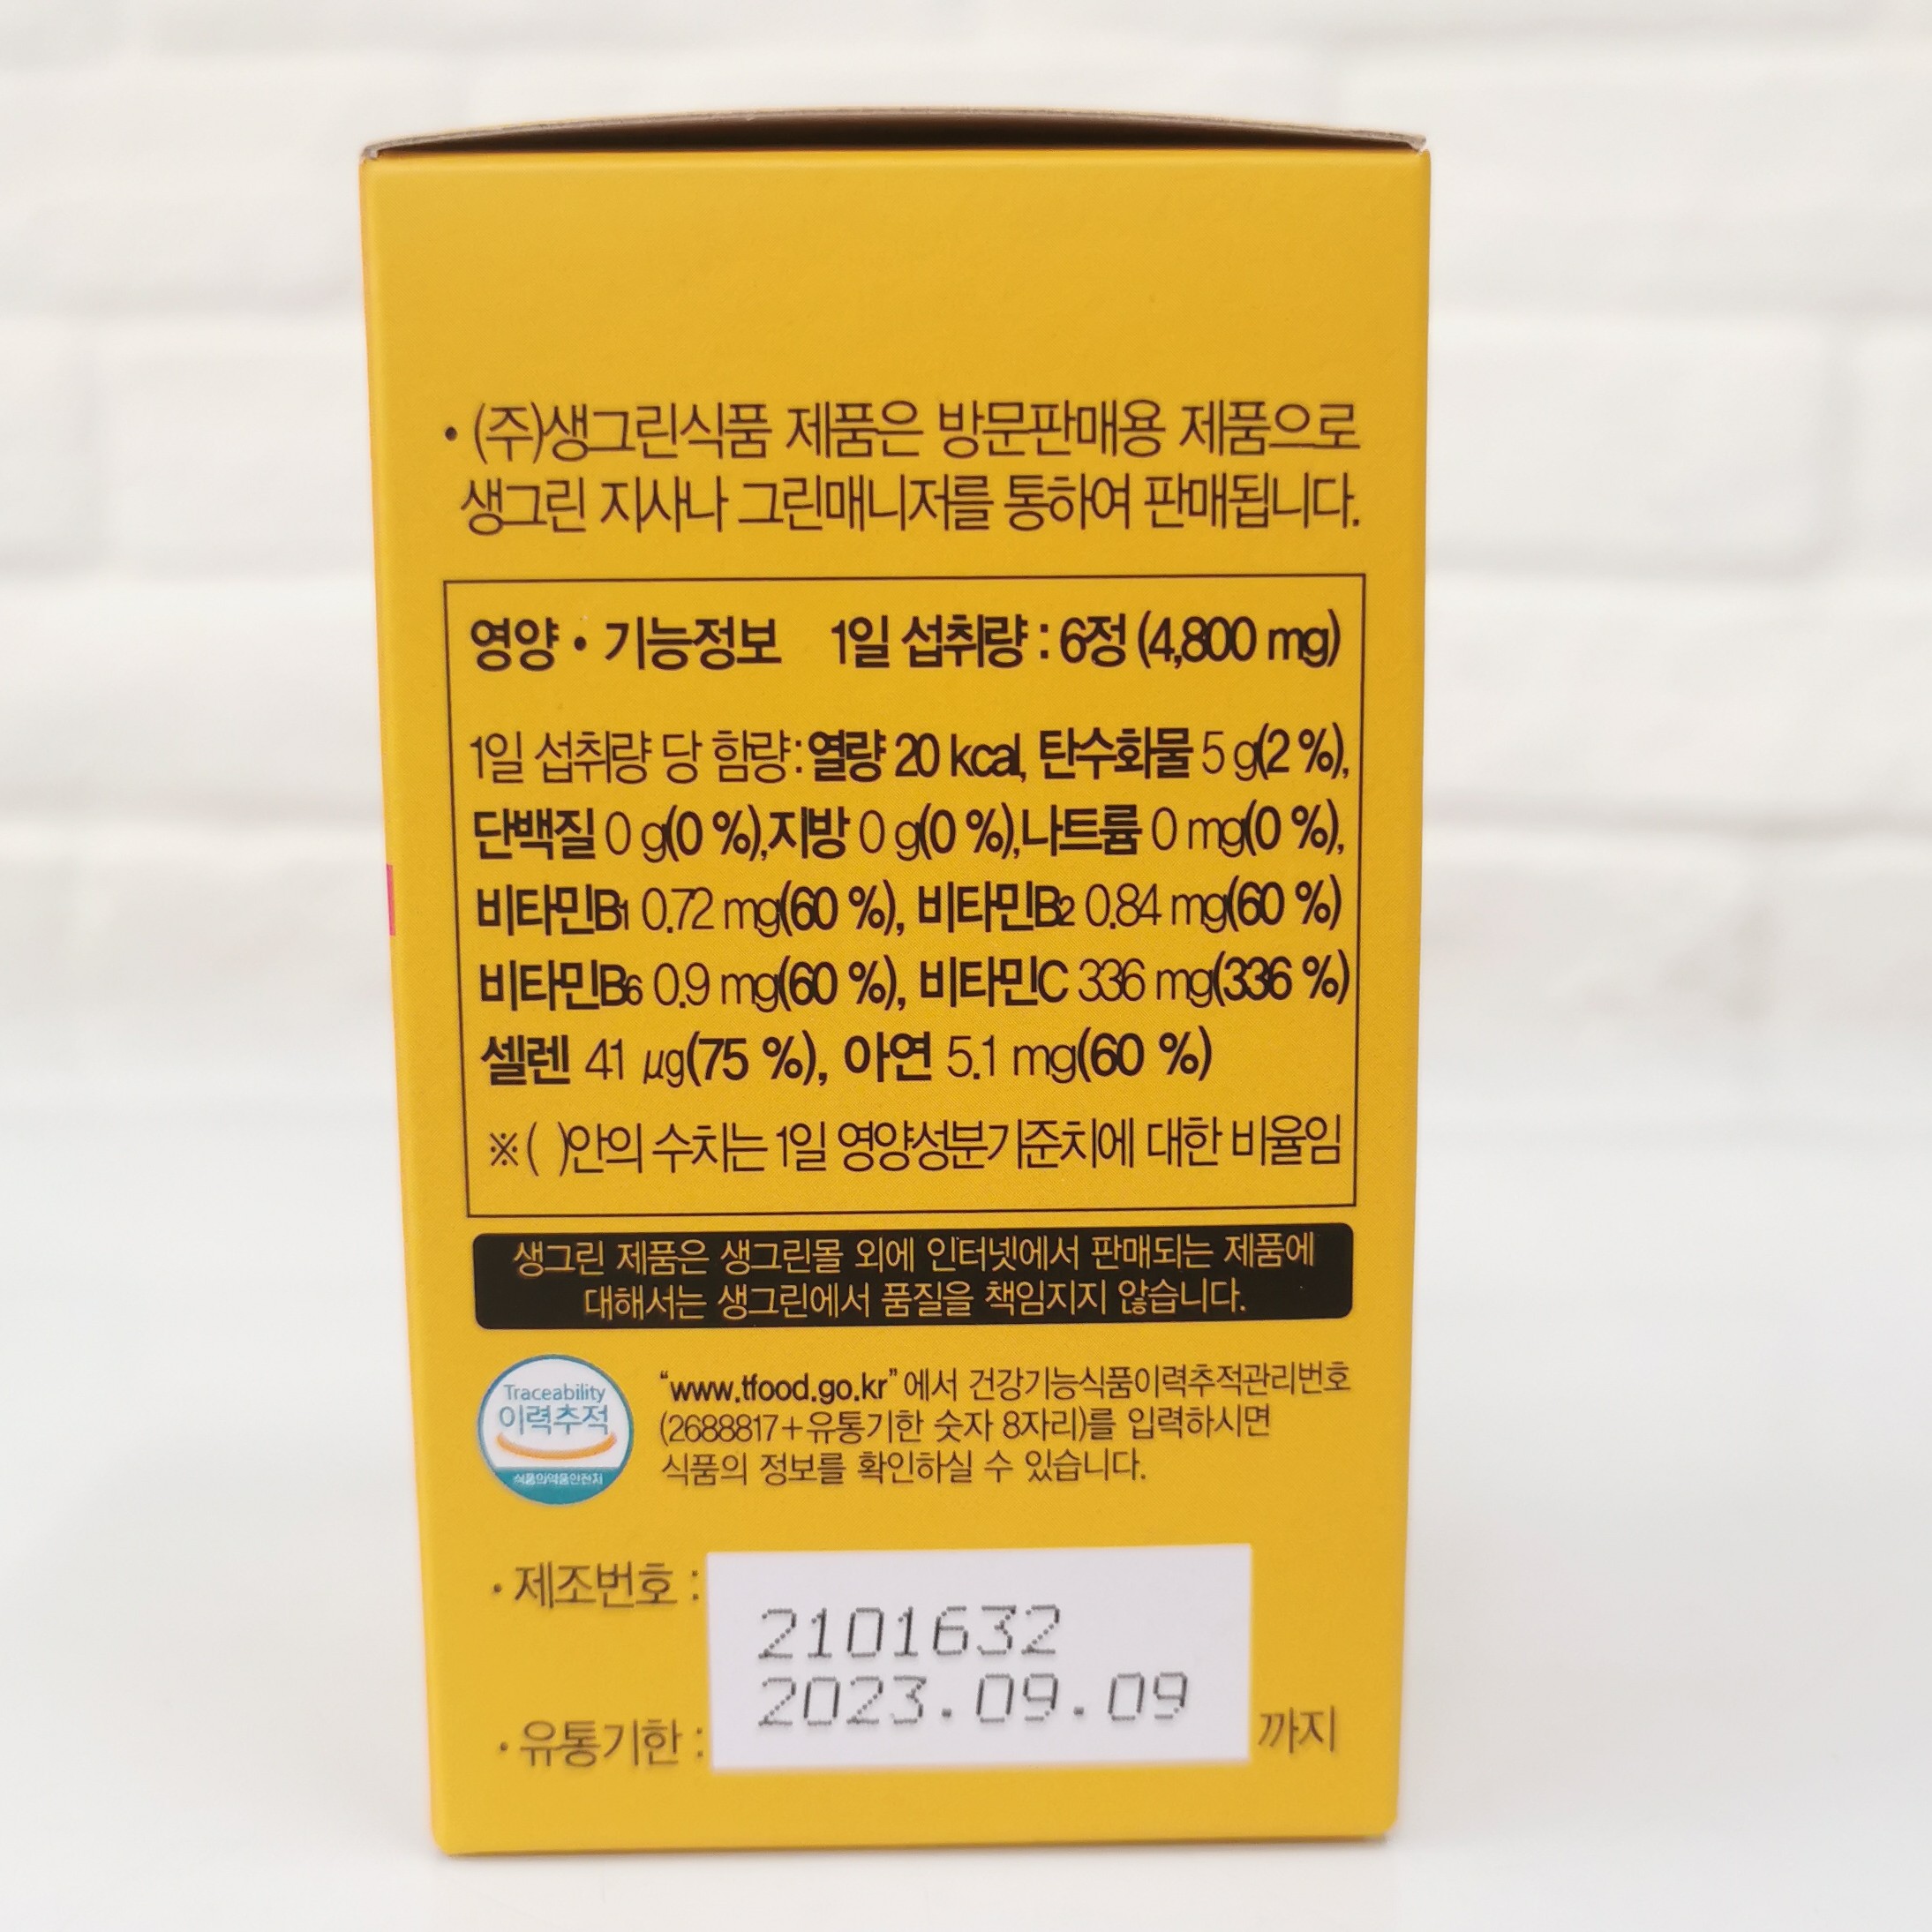 • (주)생그린식품 제품은 방문판매용 제품으로
생그린 지사나 그린매니저를 통하여 판매됩니다.
영양 • 기능정보 1일 섭취량 : 6정 (4,800 mg)
1일 섭취량 당 함량 : 열량 20 kcal, 탄수화물 5 g(2 %),
단백질 0 g(0 %),지방 0 g(0 %),나트륨 0 mg(0 %),
비타민B1 0.72 mg(60 %), 비타민B2 0.84 mg(60 %)
비타민B6 0.9 mg(60 %), 비타민C 336 mg(336 %)
셀렌 41 μg(75 %), 아연 5.1 mg(60 %)
※( )안의 수치는 1일 영양성분기준치에 대한 비율임
생그린 제품은 생그린몰 외에 인터넷에서 판매되는 제품에
대해서는 생그린에서 품질을 책임지지 않습니다.
Traceability
이력추적
식품의약품안전처
“www.tfood.go.kr”에서 건강기능식품이력추적관리번호
(2688817+유통기한 숫자 8자리)를 입력하시면
식품의 정보를 확인하실 수 있습니다.
• 제조번호 : 2101632
• 유통기한 : 2023.09.09 까지